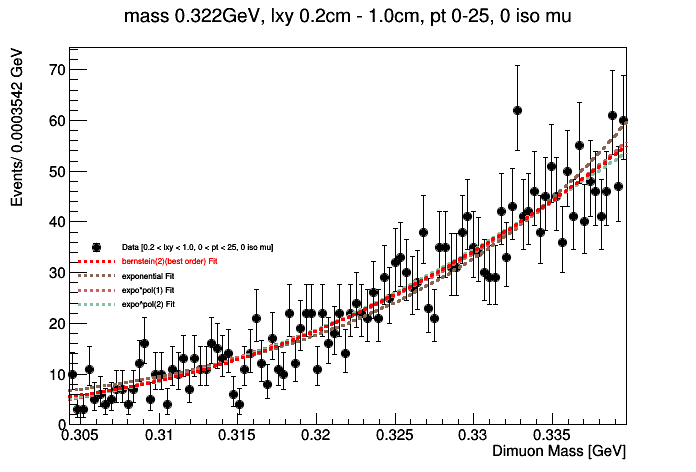 mass 0.322GeV, lxy 0.2cm - 1.0cm, pt 0-25, 0 iso mu
Events/ 0.0003542 GeV
70
60
50
40
30
20
10
0
Data [0.2 < lxy < 1.0, 0 < pt < 25, 0 iso mu]
bernstein(2)(best order) Fit
exponential Fit
expo*pol(1) Fit
expo*pol(2) Fit
0.305 0.31 0.315 0.32 0.325 0.33 0.335
Dimuon Mass [GeV]